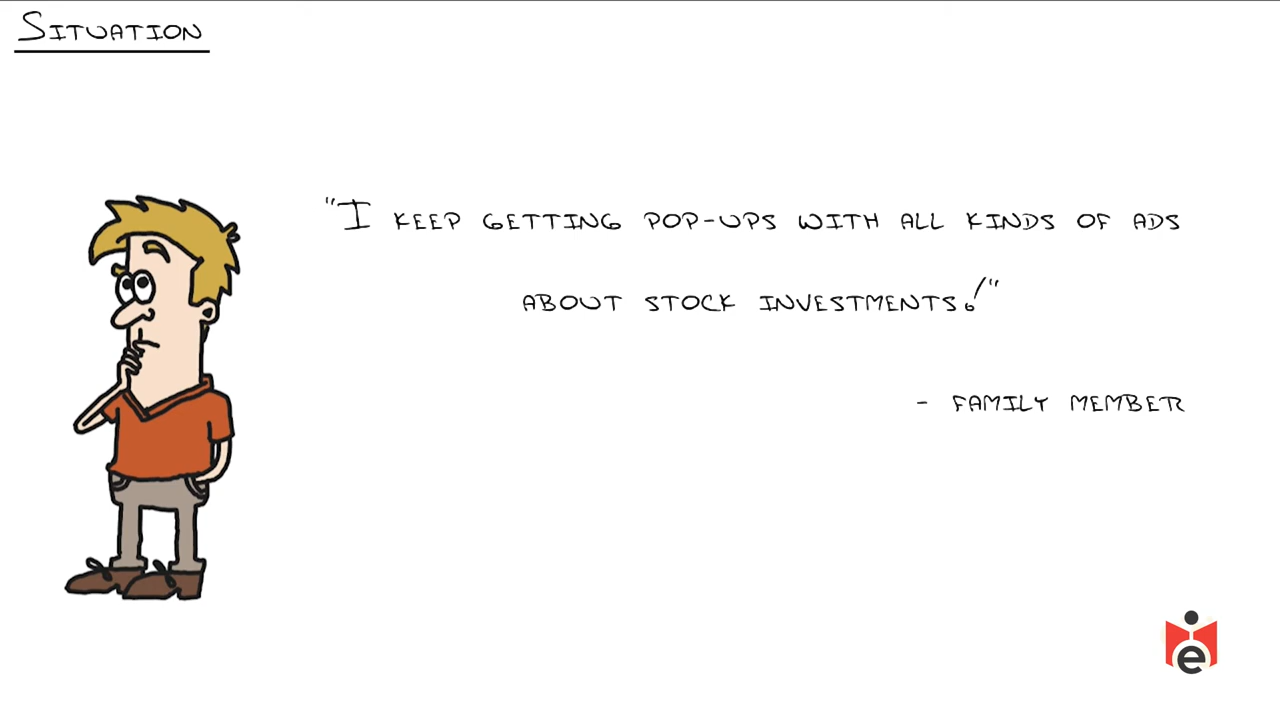 SITUATION
"I KEEP GETTING POP-UPS WITH ALL KINDS OF ADS
ABOUT STOCK INVESTMENTS!"
- FAMILY MEMBER
e